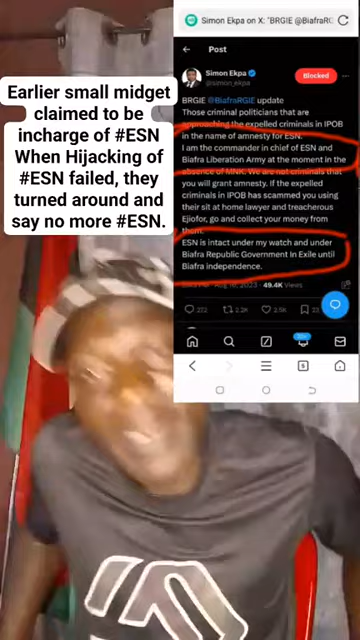 Simon Ekpa on X: "BRGIE @BiafraRGI
Post
Simon Ekpa
@simon_ekpa
Blocked
BRGIE @BiafraRGIE update
Those criminal politicians that are
approaching the expelled criminals in IPOB
in the name of amnesty for ESN.
I am the commander in chief of ESN and
Biafra Liberation Army at the moment in the
absence of MNK. We are not criminals that
you will grant amnesty. If the expelled
criminals in IPOB has scammed you using
their sit at home lawyer and treacherous
Ejiofor, go and collect your money from
them.
ESN is intact under my watch and under
Biafra Republic Government In Exile until
Biafra independence.
2023 · 49.4K Views
272
2.2K
2.5K
33
20+
Earlier small midget
claimed to be
incharge of #ESN
When Hijacking of
#ESN failed, they
turned around and
say no more #ESN.